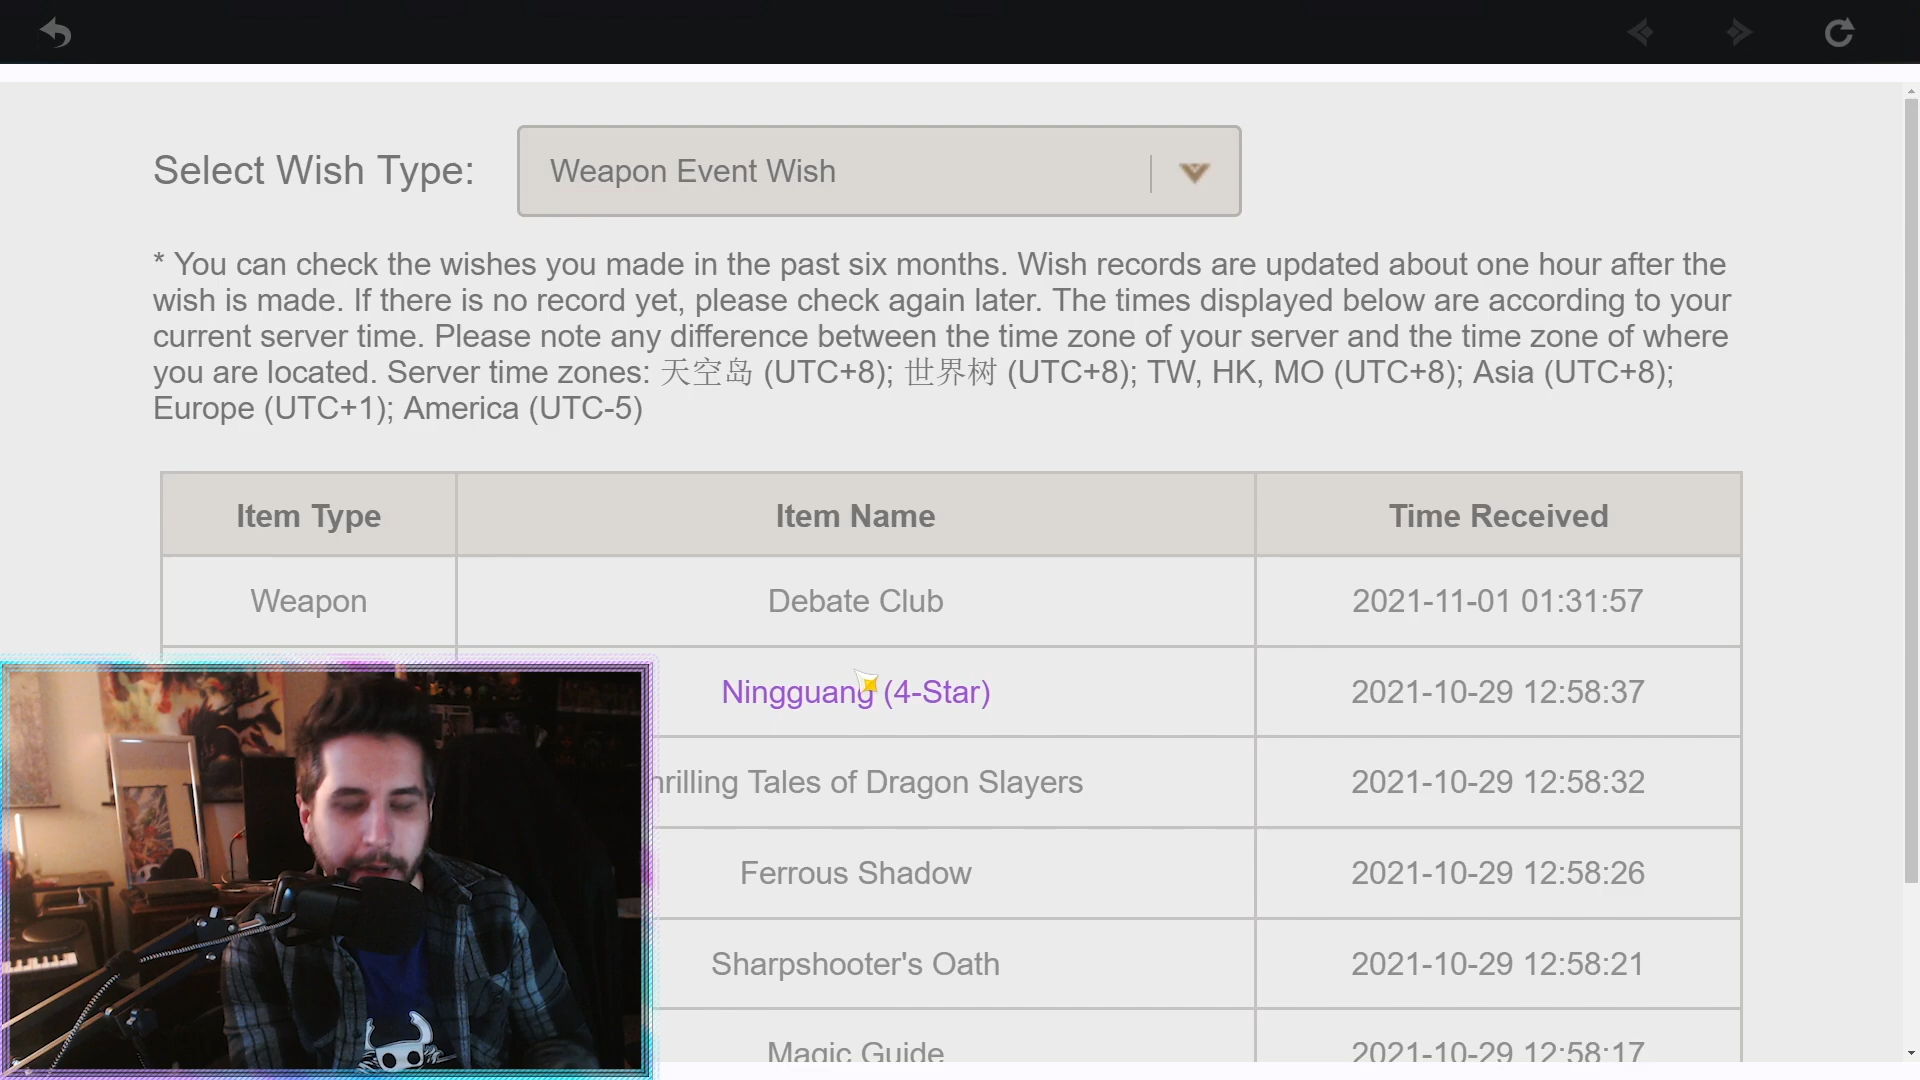 Select Wish Type:
Weapon Event Wish
* You can check the wishes you made in the past six months. Wish records are updated about one hour after the
wish is made. If there is no record yet, please check again later. The times displayed below are according to your
current server time. Please note any difference between the time zone of your server and the time zone of where
you are located. Server time zones: 天空岛 (UTC+8); 世界树 (UTC+8); TW, HK, MO (UTC+8); Asia (UTC+8);
Europe (UTC+1); America (UTC-5)
Item Type Item Name Time Received
Weapon Debate Club 2021-11-01 01:31:57
Ningguang (4-Star) 2021-10-29 12:58:37
hrilling Tales of Dragon Slayers 2021-10-29 12:58:32
Ferrous Shadow 2021-10-29 12:58:26
Sharpshooter's Oath 2021-10-29 12:58:21
Magic Guide 2021-10-29 12:58:17